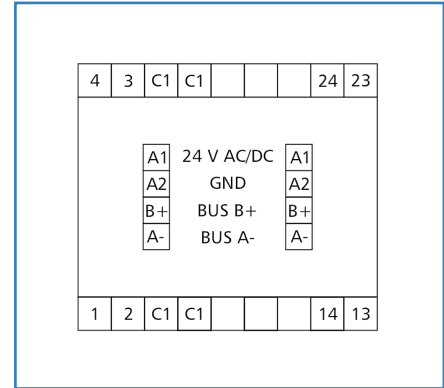 4 3 C1 C1 24 23
A1 24 V AC/DC A1
A2 GND A2
B+ BUS B+ B+
A- BUS A- A-
1 2 C1 C1 14 13